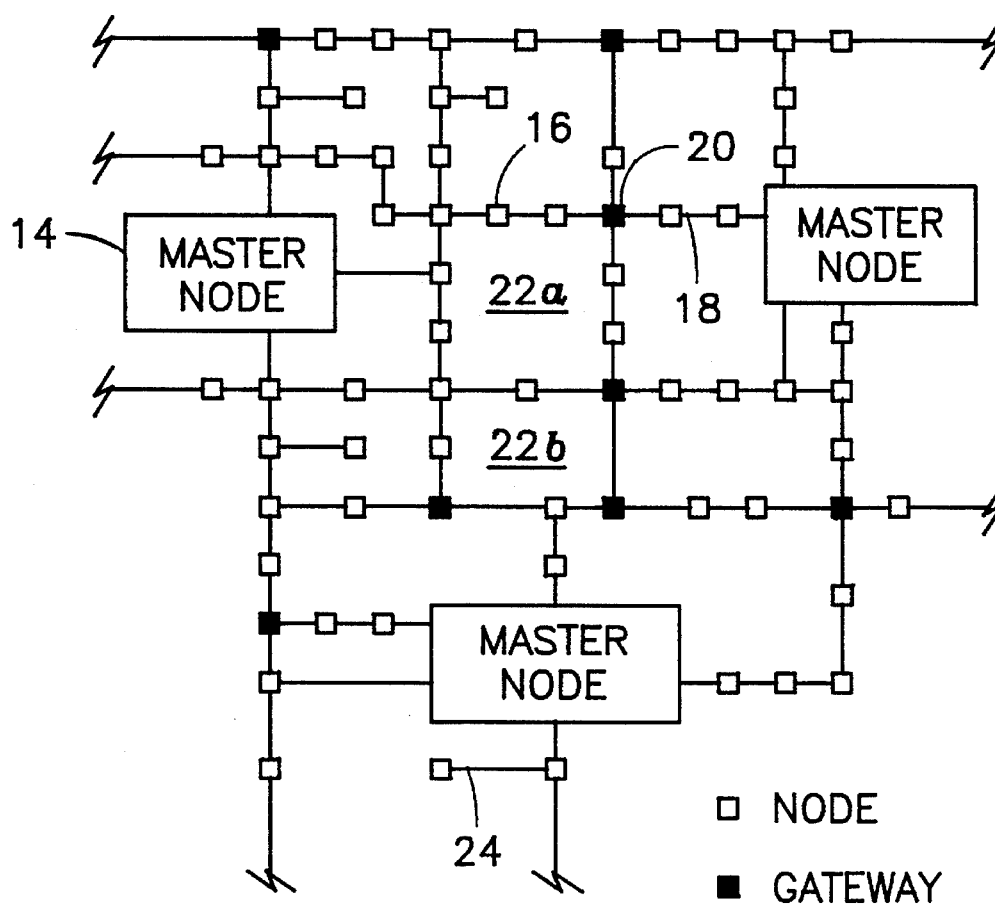 16
20
14
MASTER
NODE
MASTER
NODE
22a
18
22b
MASTER
NODE
24
NODE
GATEWAY